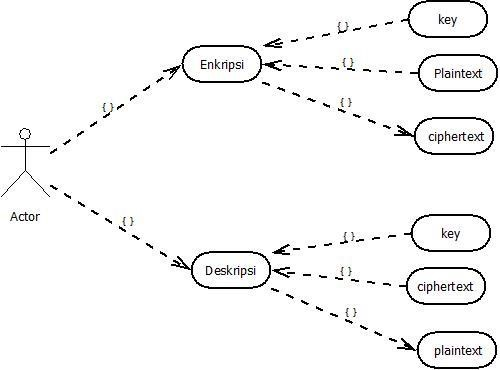 { } key
Enkripsi { } Plaintext
{ } { } ciphertext
Actor
{ } { } key
Deskripsi { } ciphertext
{ } plaintext